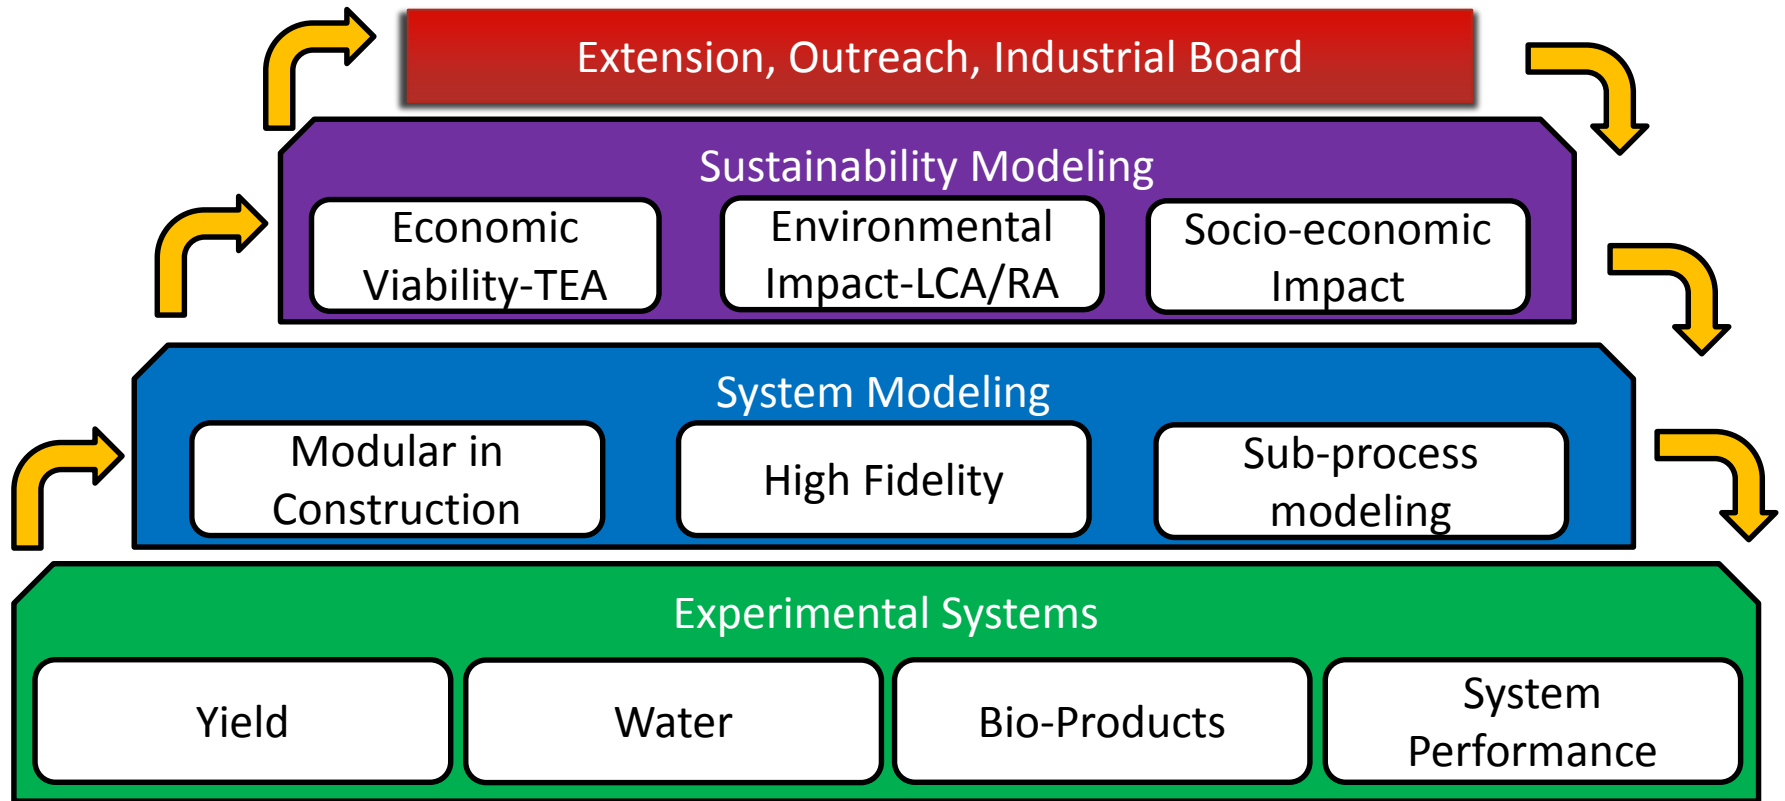 Extension, Outreach, Industrial Board
Sustainability Modeling
Economic
Viability-TEA
Environmental
Impact-LCA/RA
Socio-economic
Impact
System Modeling
Modular in
Construction
High Fidelity
Sub-process
modeling
Experimental Systems
Yield
Water
Bio-Products
System
Performance